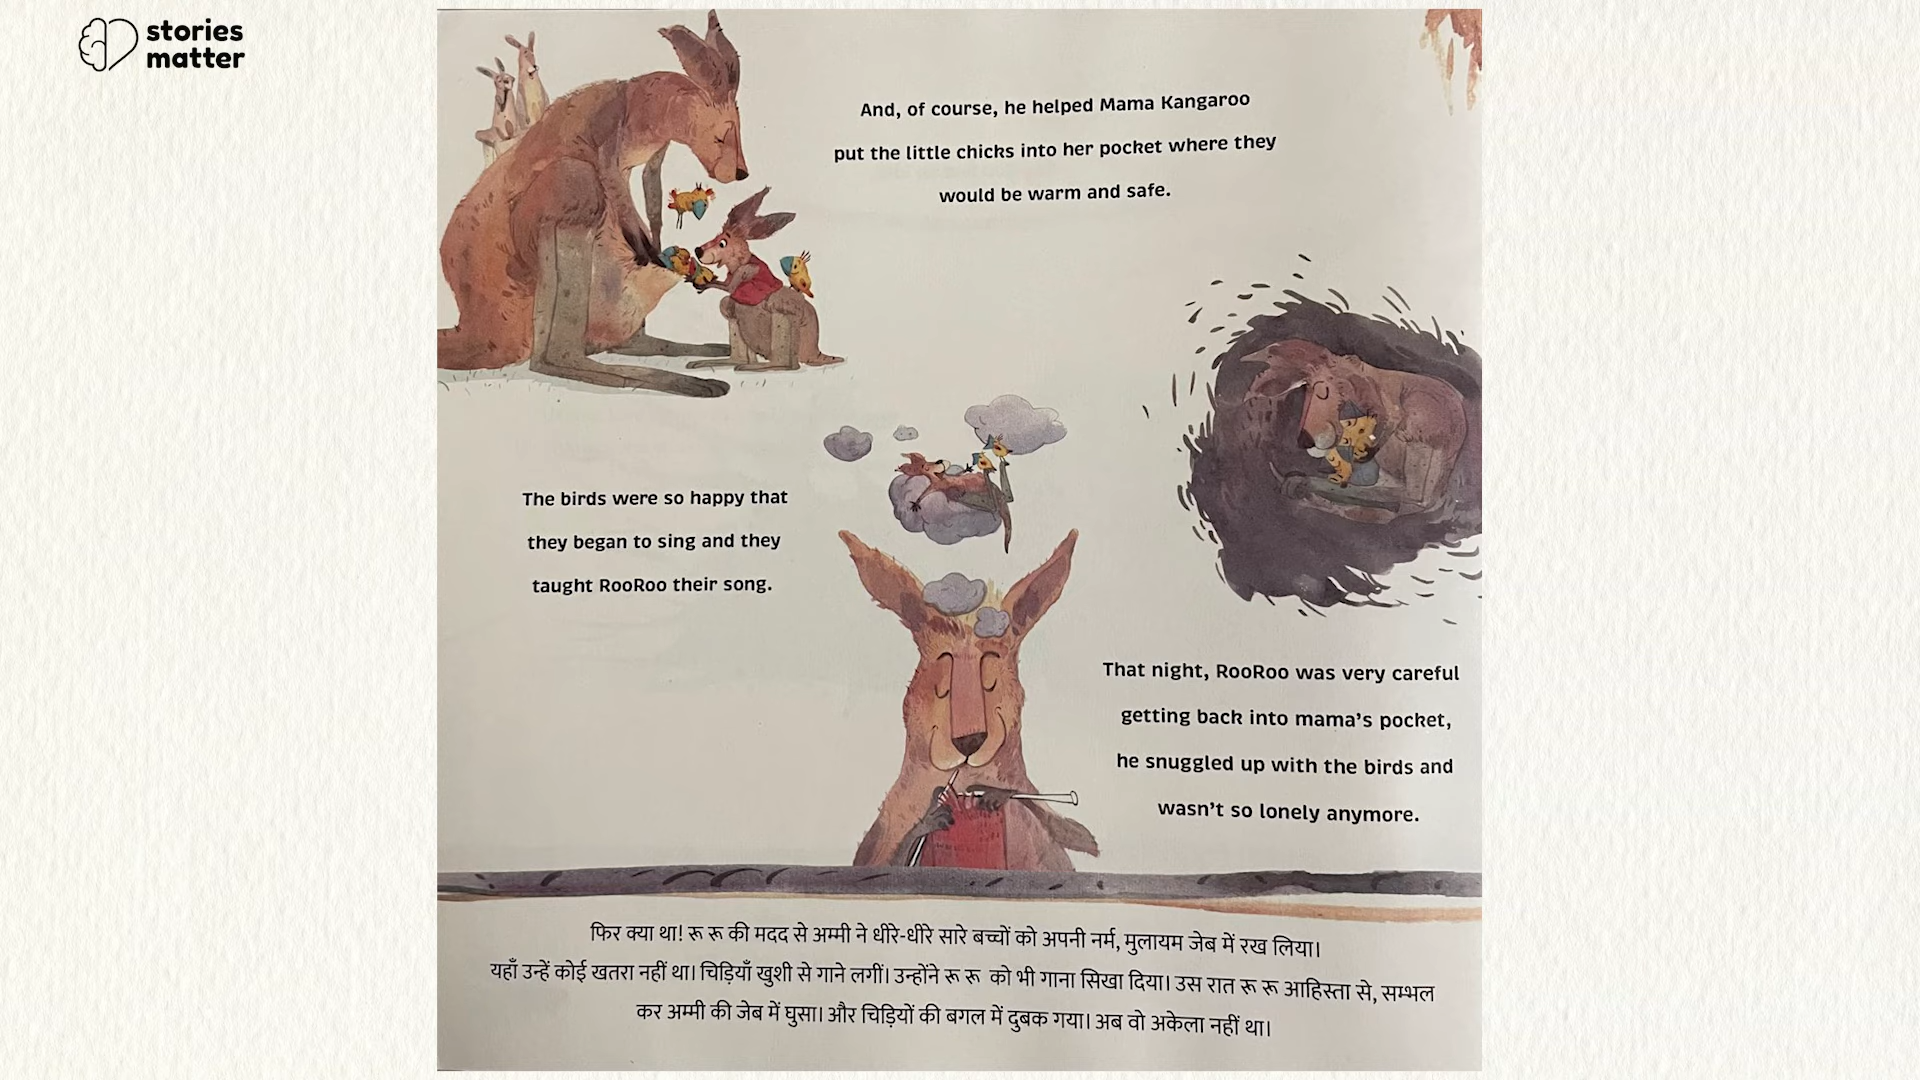 stories
matter
And, of course, he helped Mama Kangaroo
put the little chicks into her pocket where they
would be warm and safe.
The birds were so happy that
they began to sing and they
taught RooRoo their song.
That night, RooRoo was very careful
getting back into mama's pocket,
he snuggled up with the birds and
wasn't so lonely anymore.
फिर क्या था! रू रू की मदद से अम्मी ने धीरे-धीरे सारे बच्चों को अपनी नर्म, मुलायम जेब में रख लिया।
यहाँ उन्हें कोई खतरा नहीं था। चिड़ियाँ खुशी से गाने लगीं। उन्होंने रू रू को भी गाना सिखा दिया। उस रात रू रू आहिस्ता से, सम्भल
कर अम्मी की जेब में घुसा। और चिड़ियों की बगल में दुबक गया। अब वो अकेला नहीं था।